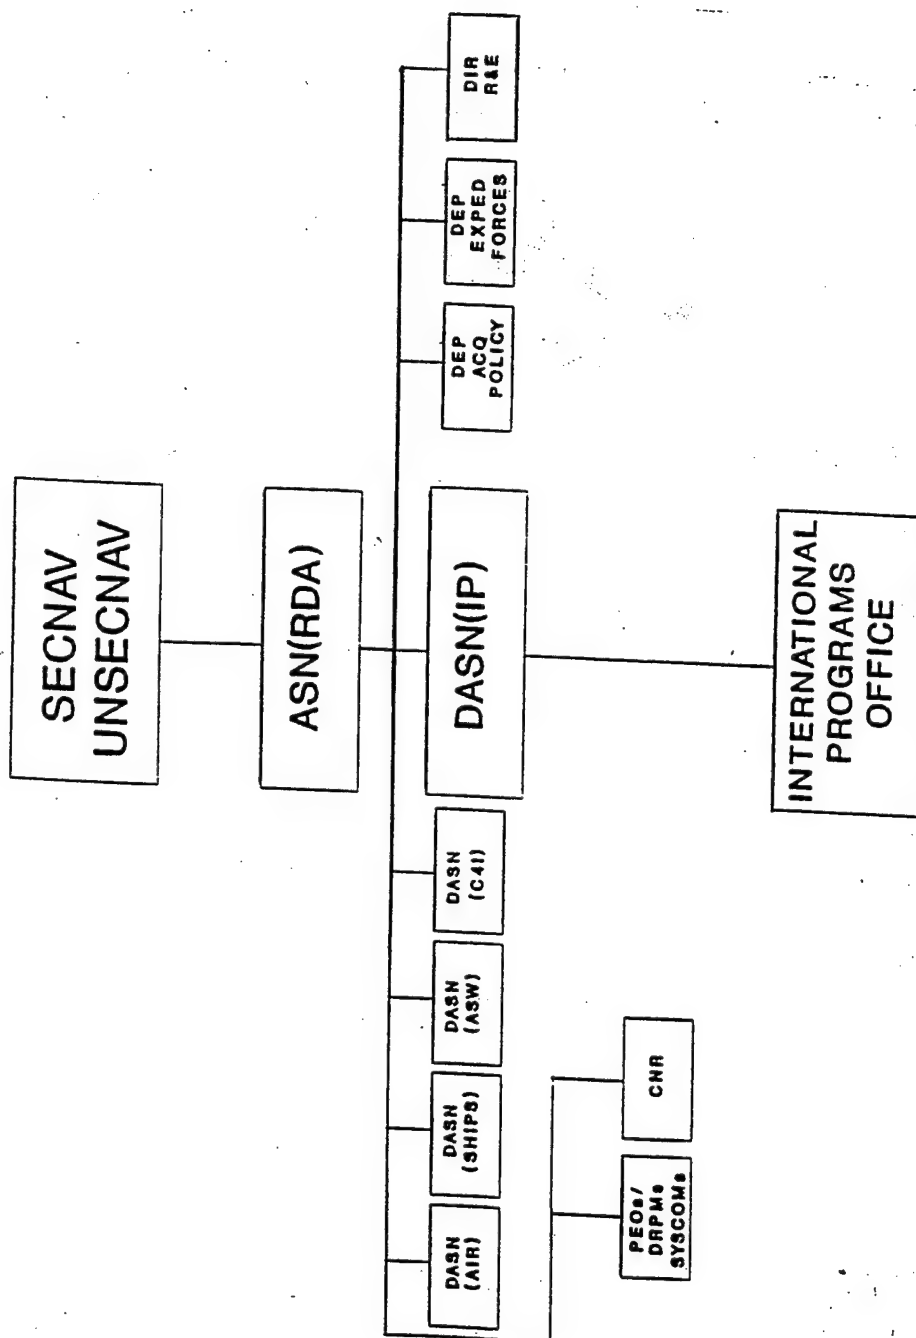 SECNAV
UNSECNAV
ASN(RDA)
DASN
(AIR)
DASN
(SHIPS)
DASN
(ASW)
DASN
(C4I)
DASN(IP)
DEP
ACQ
POLICY
DEP
EXPED
FORCES
DIR
R&E
PEOs/
DRPMs
SYSCOMs
CNR
INTERNATIONAL
PROGRAMS
OFFICE